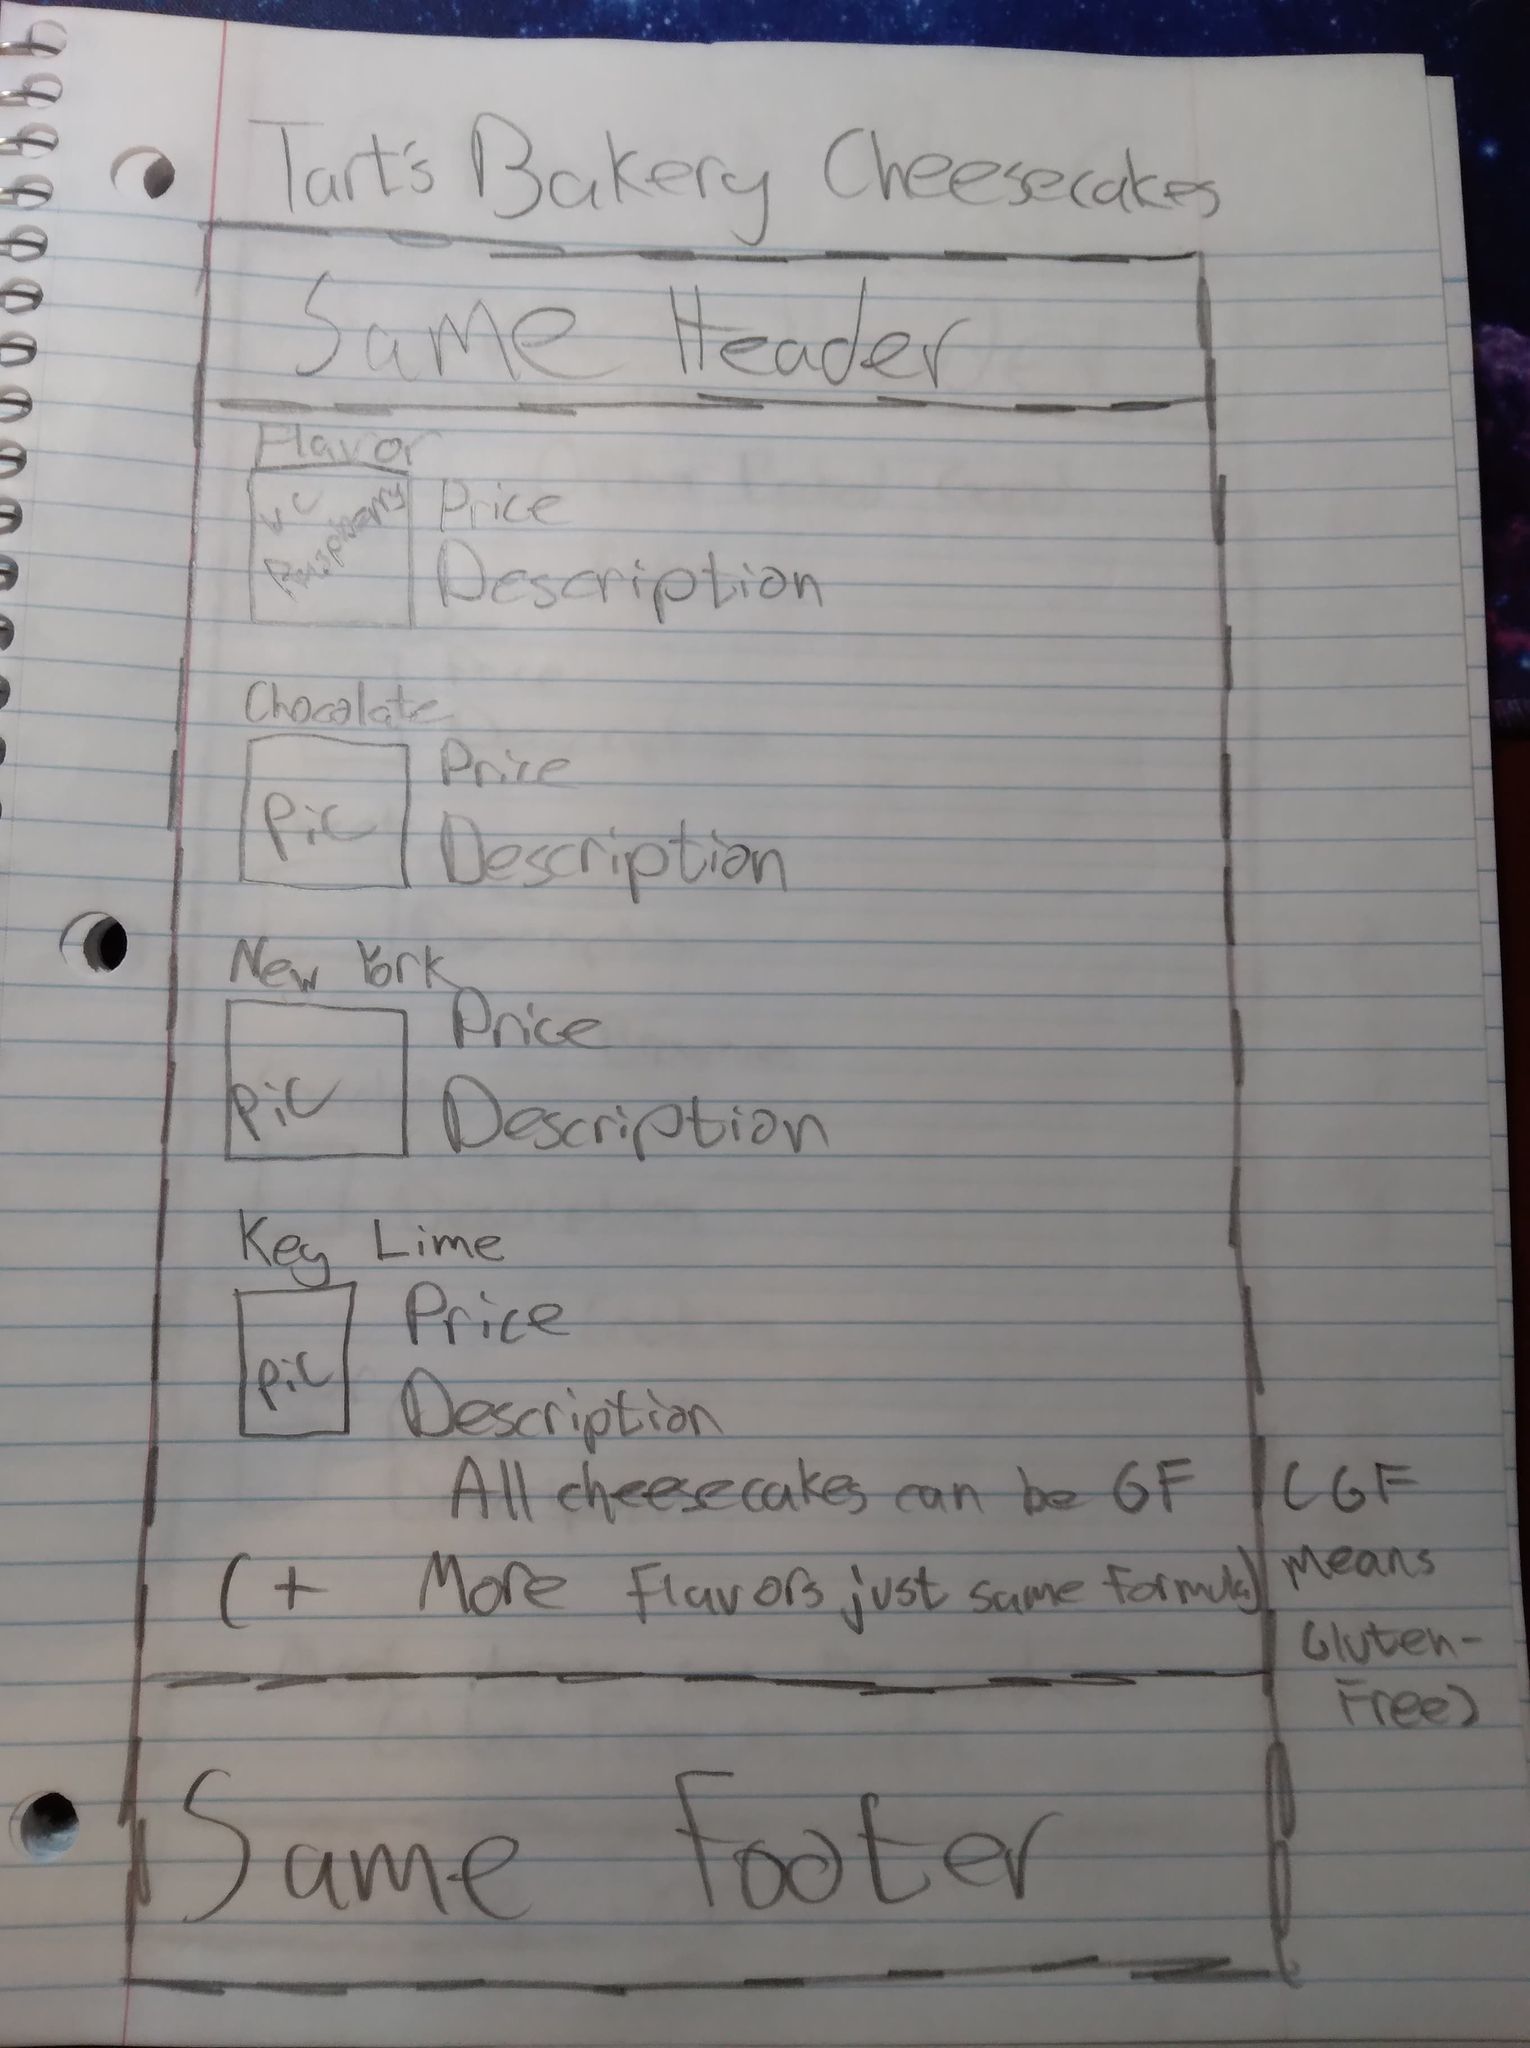 Tart's Bakery Cheesecakes
Same Header
Flavor
Raspberry
Price
Description
Chocolate
Pic
Price
Description
New York
Pic
Price
Description
Key Lime
Pic
Price
Description
All cheesecakes can be GF
(GF
means
Gluten-
Free)
(+ More Flavors just same formula)
Same Footer